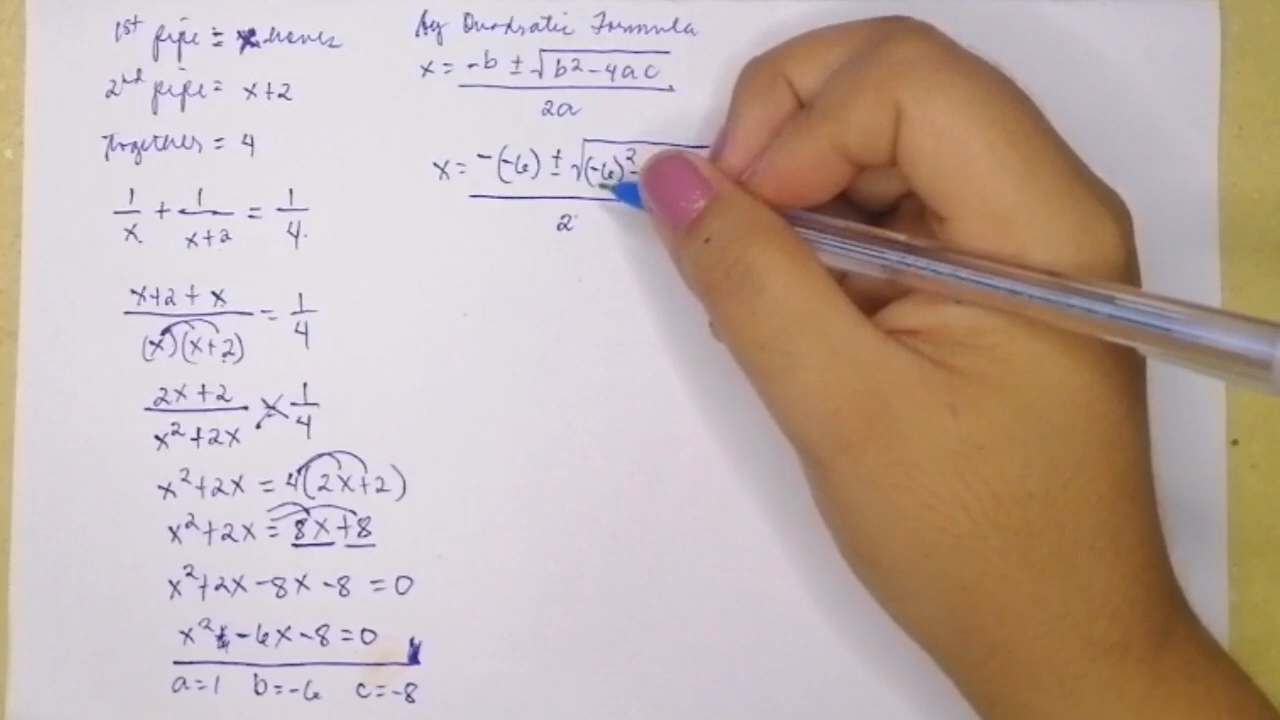 1st pipe = x hours
2nd pipe = x+2
Together = 4
1/x + 1/(x+2) = 1/4
x+2+x/(x)(x+2) = 1/4
2x+2/x²+2x × 1/4
x²+2x = 4(2x+2)
x²+2x = 8x+8
x²+2x-8x-8 = 0
x²-6x-8=0
a=1 b=-6 c=-8
By Quadratic Formula
x = -b ± √b²-4ac / 2a
x = -(-6) ± √(-6)²- / 2